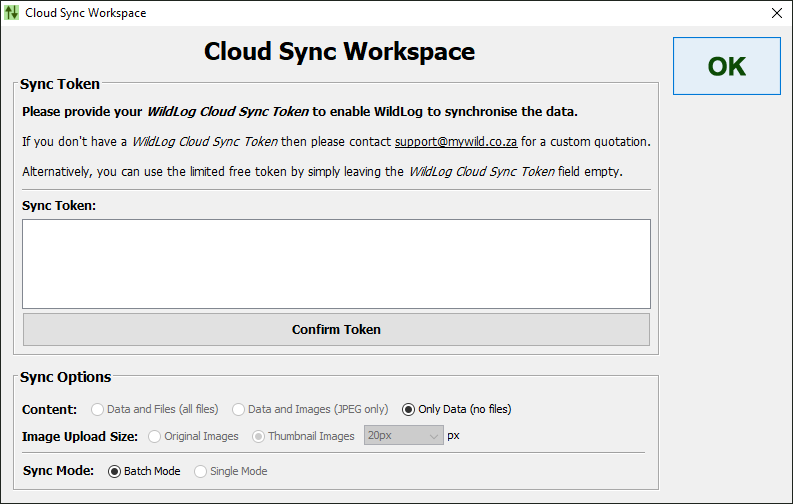 Cloud Sync Workspace
Cloud Sync Workspace
OK
Sync Token
Please provide your WildLog Cloud Sync Token to enable WildLog to synchronise the data.
If you don't have a WildLog Cloud Sync Token then please contact support@mywild.co.za for a custom quotation.
Alternatively, you can use the limited free token by simply leaving the WildLog Cloud Sync Token field empty.
Sync Token:
Confirm Token
Sync Options
Content: Data and Files (all files) Data and Images (JPEG only) Only Data (no files)
Image Upload Size: Original Images Thumbnail Images 20px px
Sync Mode: Batch Mode Single Mode